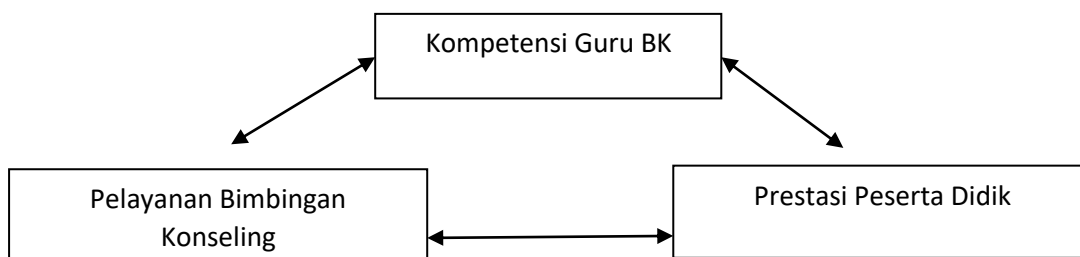 Kompetensi Guru BK
Pelayanan Bimbingan
Konseling
Prestasi Peserta Didik